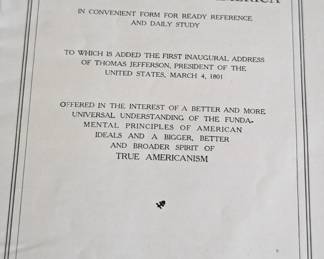 IN CONVENIENT FORM FOR READY REFERENCE
AND DAILY STUDY
TO WHICH IS ADDED THE FIRST INAUGURAL ADDRESS
OF THOMAS JEFFERSON, PRESIDENT OF THE
UNITED STATES, MARCH 4, 1801
OFFERED IN THE INTEREST OF A BETTER AND MORE
UNIVERSAL UNDERSTANDING OF THE FUNDA-
MENTAL PRINCIPLES OF AMERICAN
IDEALS AND A BIGGER, BETTER
AND BROADER SPIRIT OF
TRUE AMERICANISM